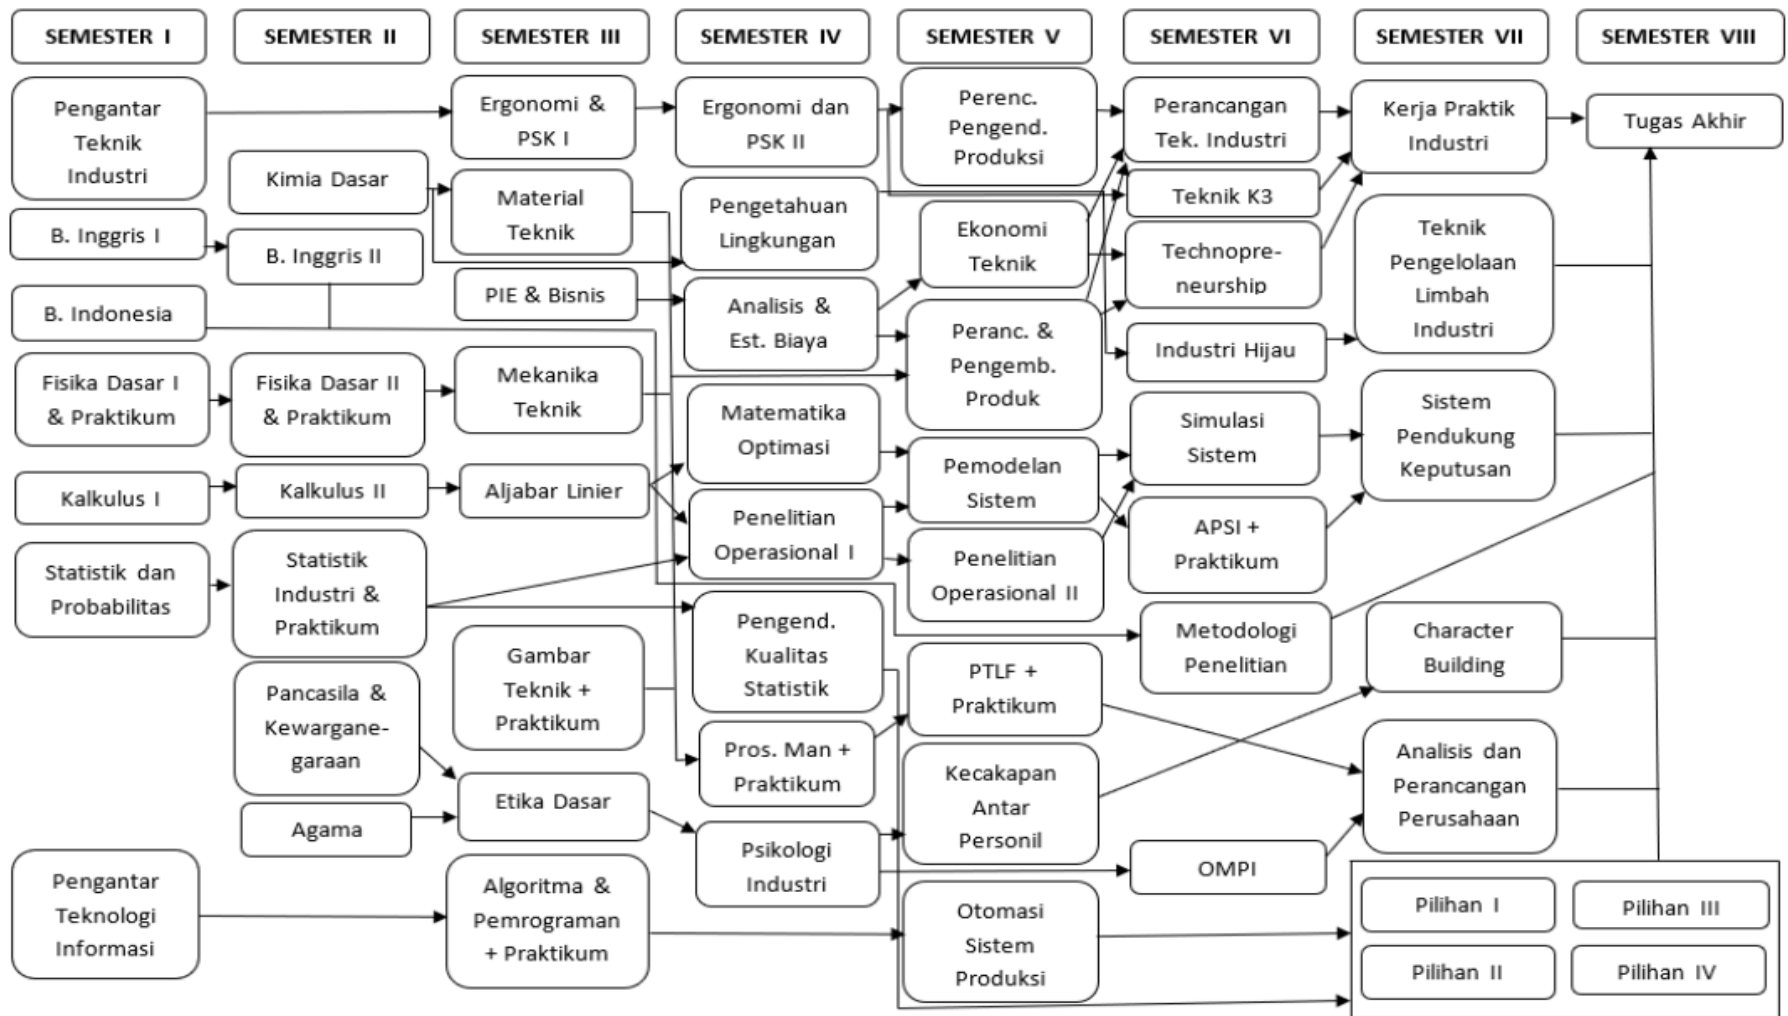 SEMESTER I
SEMESTER II
SEMESTER III
SEMESTER IV
SEMESTER V
SEMESTER VI
SEMESTER VII
SEMESTER VIII
Pengantar
Teknik
Industri
B. Inggris I
B. Indonesia
Fisika Dasar I
& Praktikum
Kalkulus I
Statistik dan
Probabilitas
Pengantar
Teknologi
Informasi
Kimia Dasar
B. Inggris II
Fisika Dasar II
& Praktikum
Kalkulus II
Statistik
Industri &
Praktikum
Pancasila &
Kewargane-
garaan
Agama
Ergonomi &
PSK I
Material
Teknik
PIE & Bisnis
Mekanika
Teknik
Aljabar Linier
Gambar
Teknik +
Praktikum
Etika Dasar
Algoritma &
Pemrograman
+ Praktikum
Ergonomi dan
PSK II
Pengetahuan
Lingkungan
Analisis &
Est. Biaya
Matematika
Optimasi
Penelitian
Operasional I
Pengend.
Kualitas
Statistik
Pros. Man +
Praktikum
Psikologi
Industri
Perenc.
Pengend.
Produksi
Ekonomi
Teknik
Peranc. &
Pengemb.
Produk
Pemodelan
Sistem
Penelitian
Operasional II
PTLF +
Praktikum
Kecakapan
Antar
Personil
Otomasi
Sistem
Produksi
Perancangan
Tek. Industri
Teknik K3
Technopre-
neurship
Industri Hijau
Simulasi
Sistem
APSI +
Praktikum
Metodologi
Penelitian
OMPI
Kerja Praktik
Industri
Teknik
Pengelolaan
Limbah
Industri
Sistem
Pendukung
Keputusan
Character
Building
Analisis dan
Perancangan
Perusahaan
Pilihan I
Pilihan II
Tugas Akhir
Pilihan III
Pilihan IV